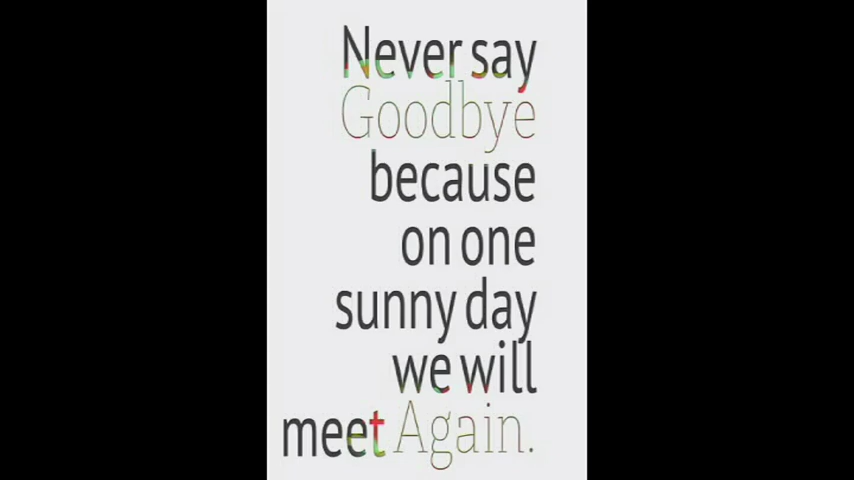 Never say
Goodbye
because
on one
sunny day
we will
meet Again.